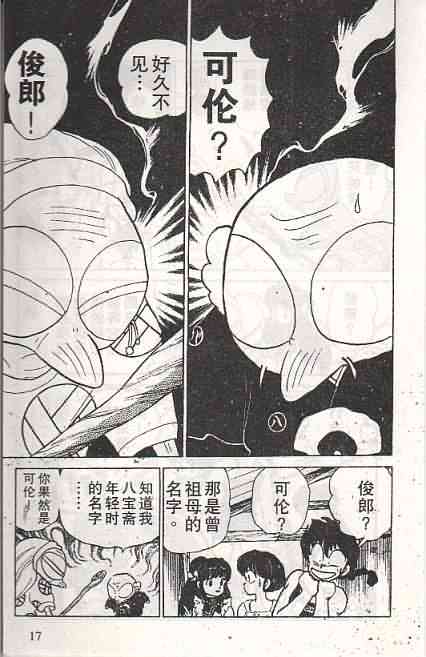 可伦？
八
好久不
见…
俊郎！
俊郎？
可伦？
那是曾
祖母的
名字。
知道我
八宝斋
年轻时
的名字
……
你果然是
可伦！
17